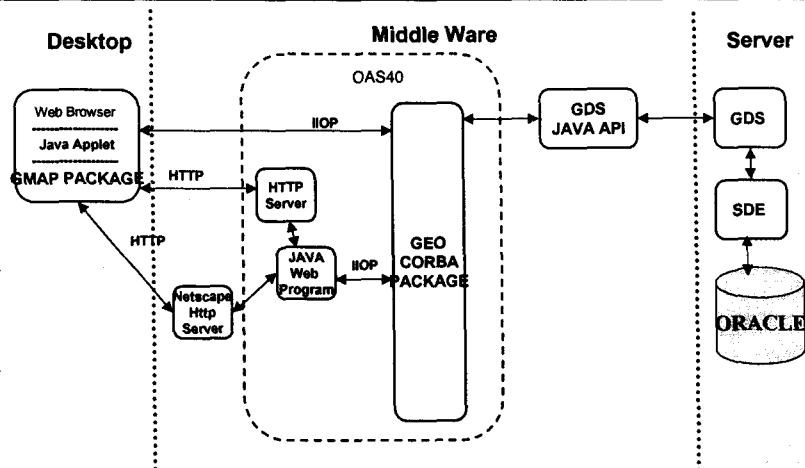 Desktop
Middle Ware
Server
OAS40
Web Browser
Java Applet
GMAP PACKAGE
IIOP
HTTP
HTTP
HTTP
Server
JAVA
Web
Program
IIOP
Netscape
Http
Server
GEO
CORBA
PACKAGE
GDS
JAVA API
GDS
SDE
ORACLE